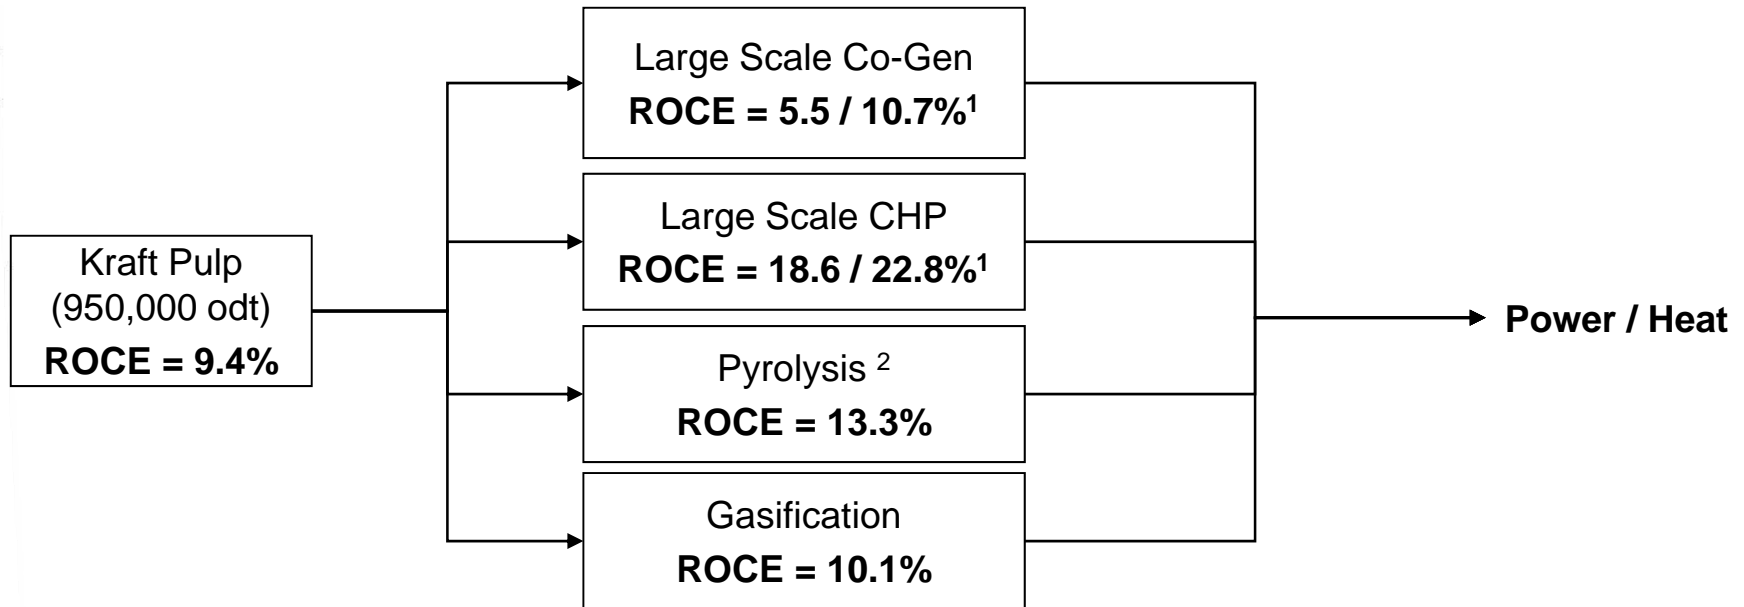 Large Scale Co-Gen
ROCE = 5.5 / 10.7%¹
Large Scale CHP
ROCE = 18.6 / 22.8%¹
Kraft Pulp
(950,000 odt)
ROCE = 9.4%
Pyrolysis ²
ROCE = 13.3%
Gasification
ROCE = 10.1%
Power / Heat